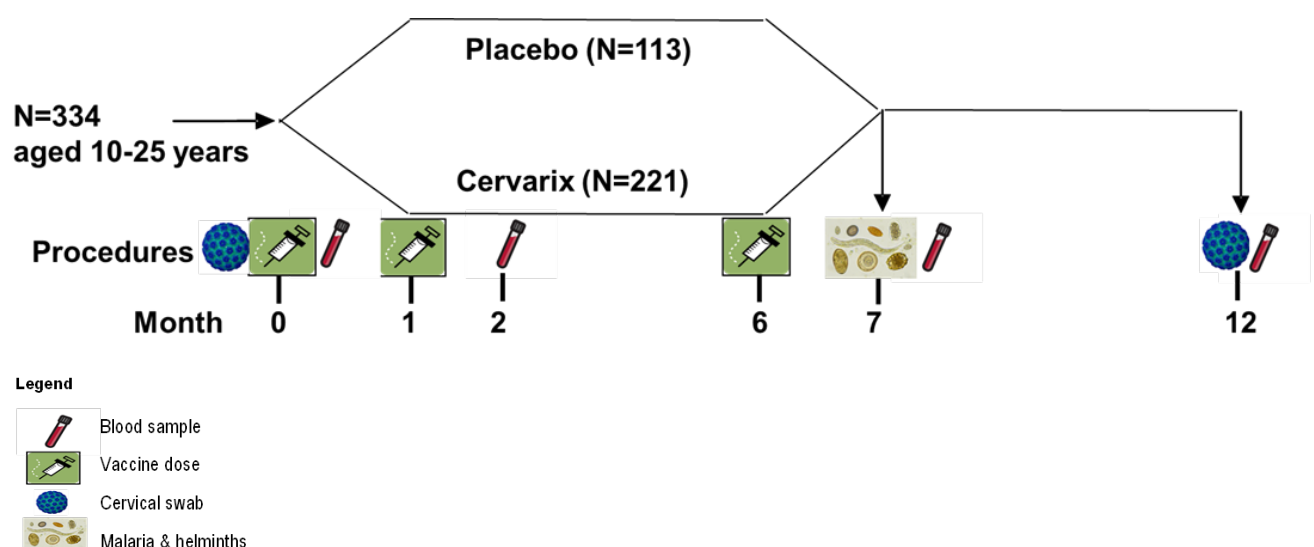 Placebo (N=113)
N=334
aged 10-25 years
Cervarix (N=221)
Procedures
Month 0 1 2 6 7 12
Legend
Blood sample
Vaccine dose
Cervical swab
Malaria & helminths